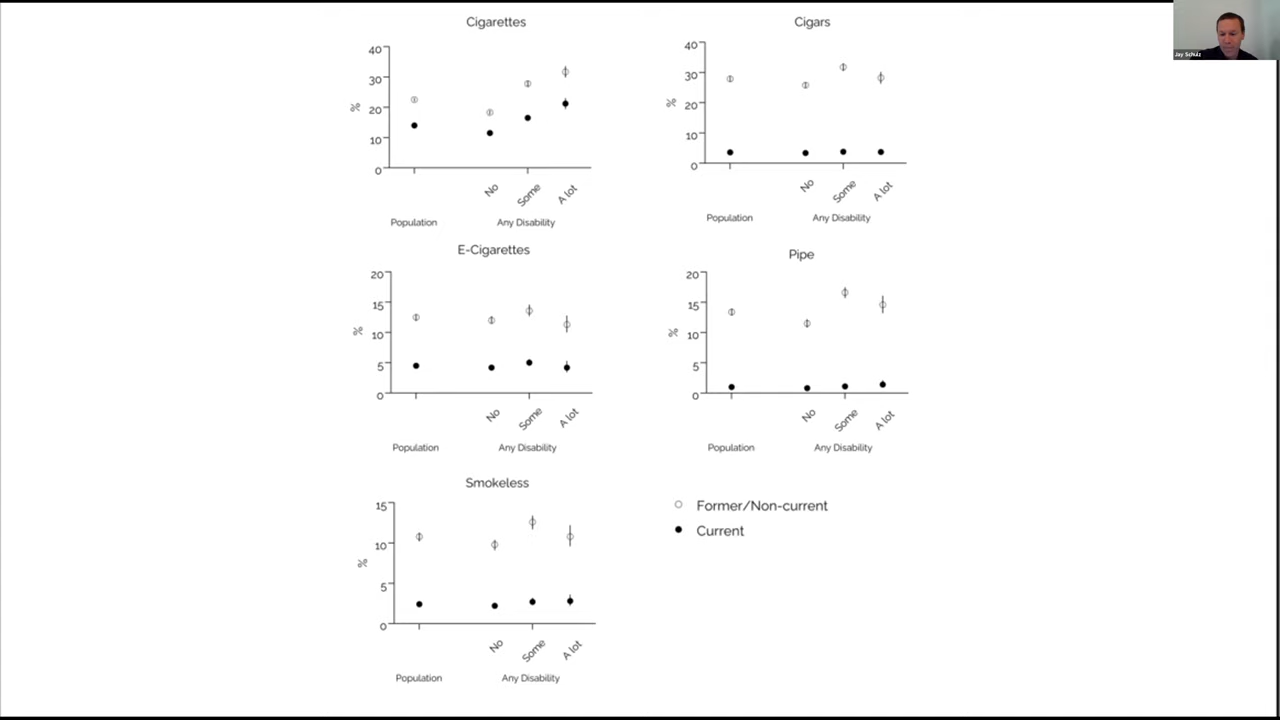 Cigarettes
40
30
20
10
0
%
No
Some
A lot
Population
Any Disability
Cigars
40
30
20
10
0
%
No
Some
A lot
Population
Any Disability
E-Cigarettes
20
15
10
5
0
%
No
Some
A lot
Population
Any Disability
Pipe
20
15
10
5
0
%
No
Some
A lot
Population
Any Disability
Smokeless
15
10
5
0
%
No
Some
A lot
Population
Any Disability
Former/Non-current
Current
Jay Schulz